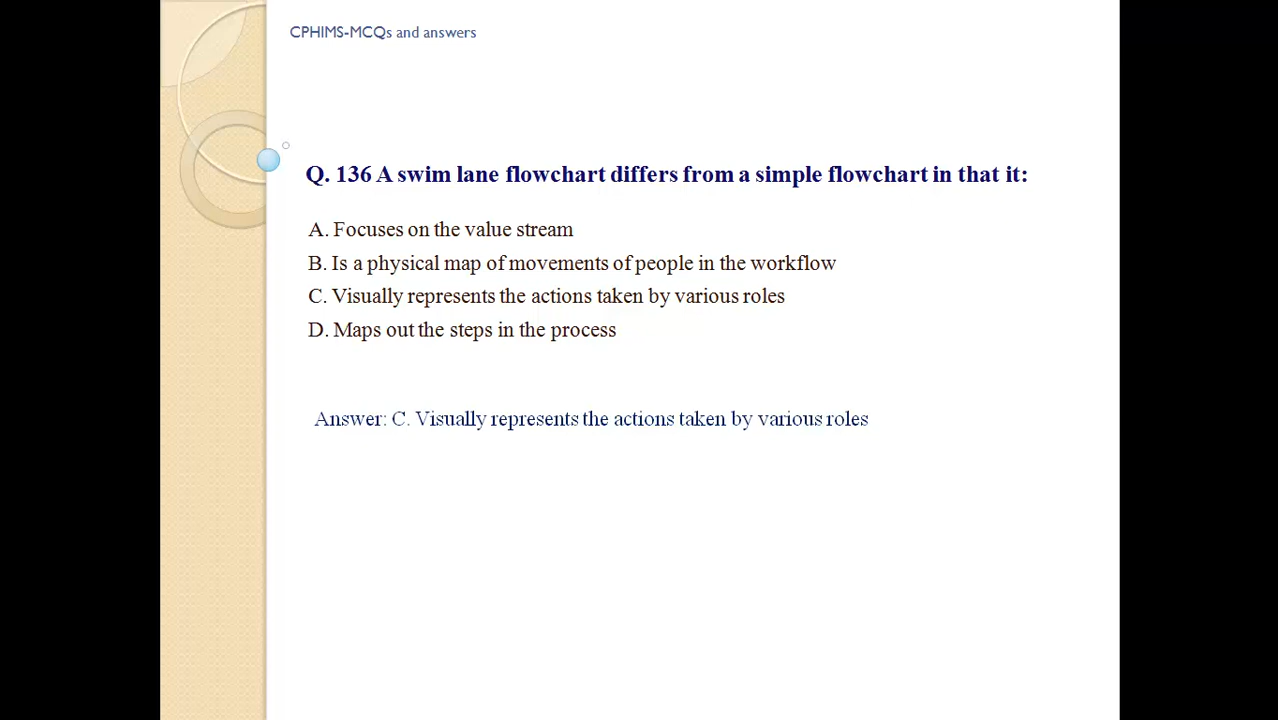 CPHIMS-MCQs and answers
Q. 136 A swim lane flowchart differs from a simple flowchart in that it:
A. Focuses on the value stream
B. Is a physical map of movements of people in the workflow
C. Visually represents the actions taken by various roles
D. Maps out the steps in the process
Answer: C. Visually represents the actions taken by various roles